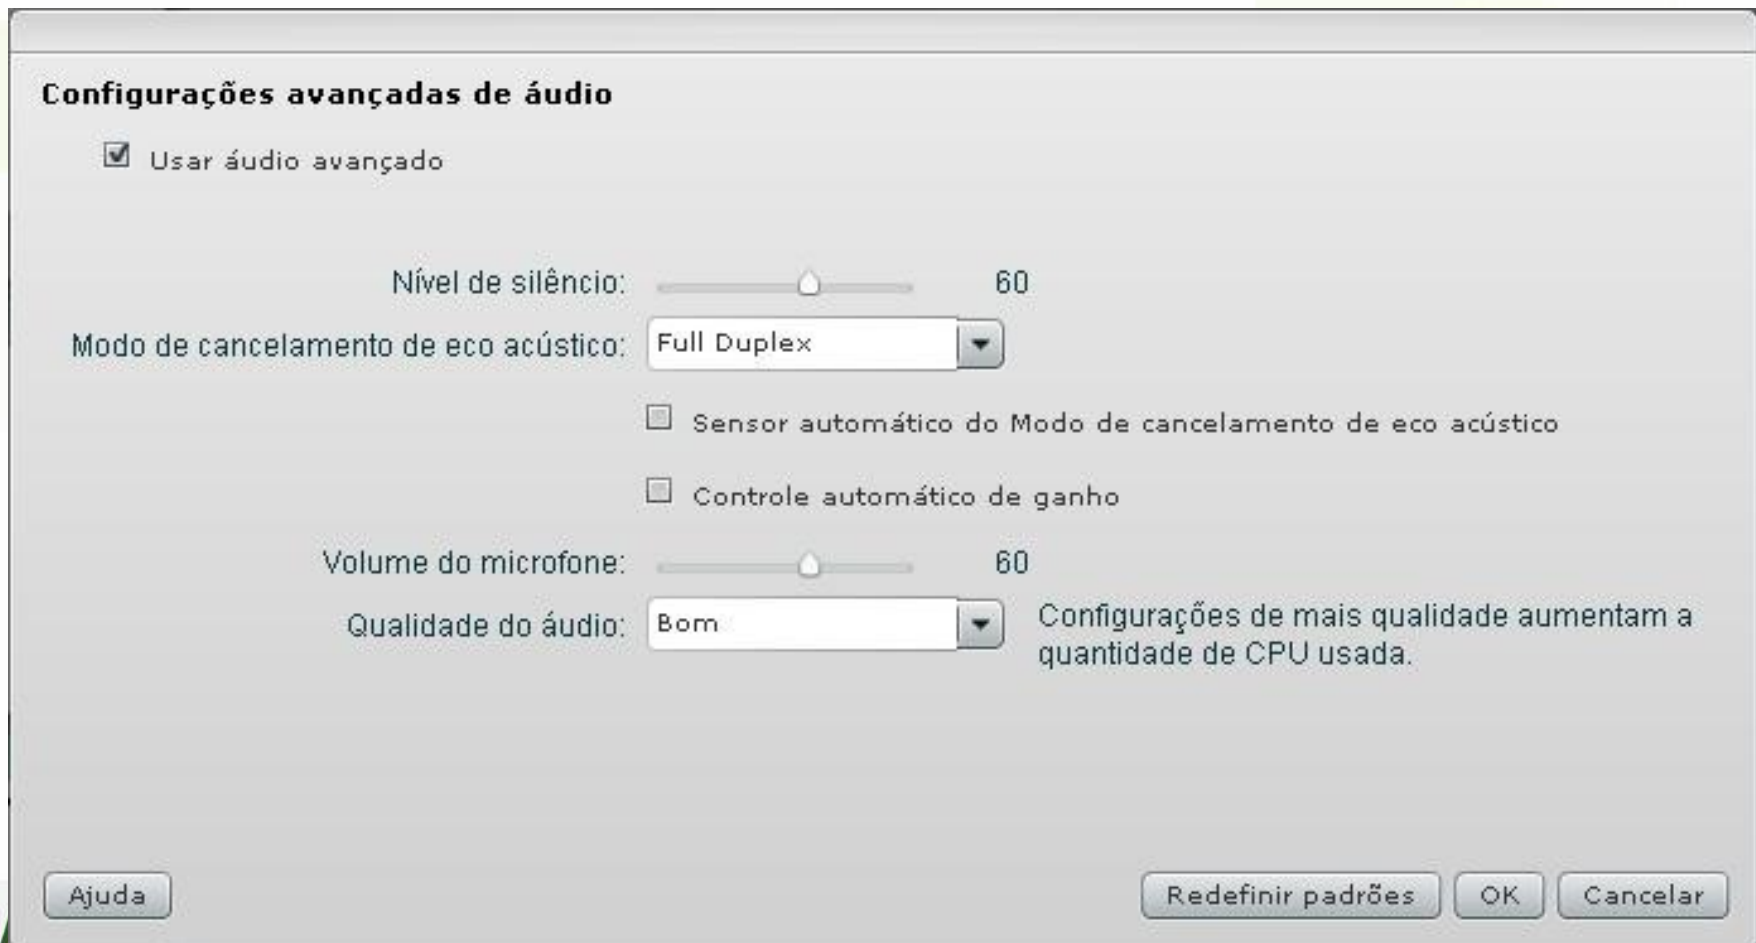 Configurações avançadas de áudio
Usar áudio avançado
Nível de silêncio: 60
Modo de cancelamento de eco acústico: Full Duplex
Sensor automático do Modo de cancelamento de eco acústico
Controle automático de ganho
Volume do microfone: 60
Qualidade do áudio: Bom Configurações de mais qualidade aumentam a
quantidade de CPU usada.
Ajuda Redefinir padrões OK Cancelar